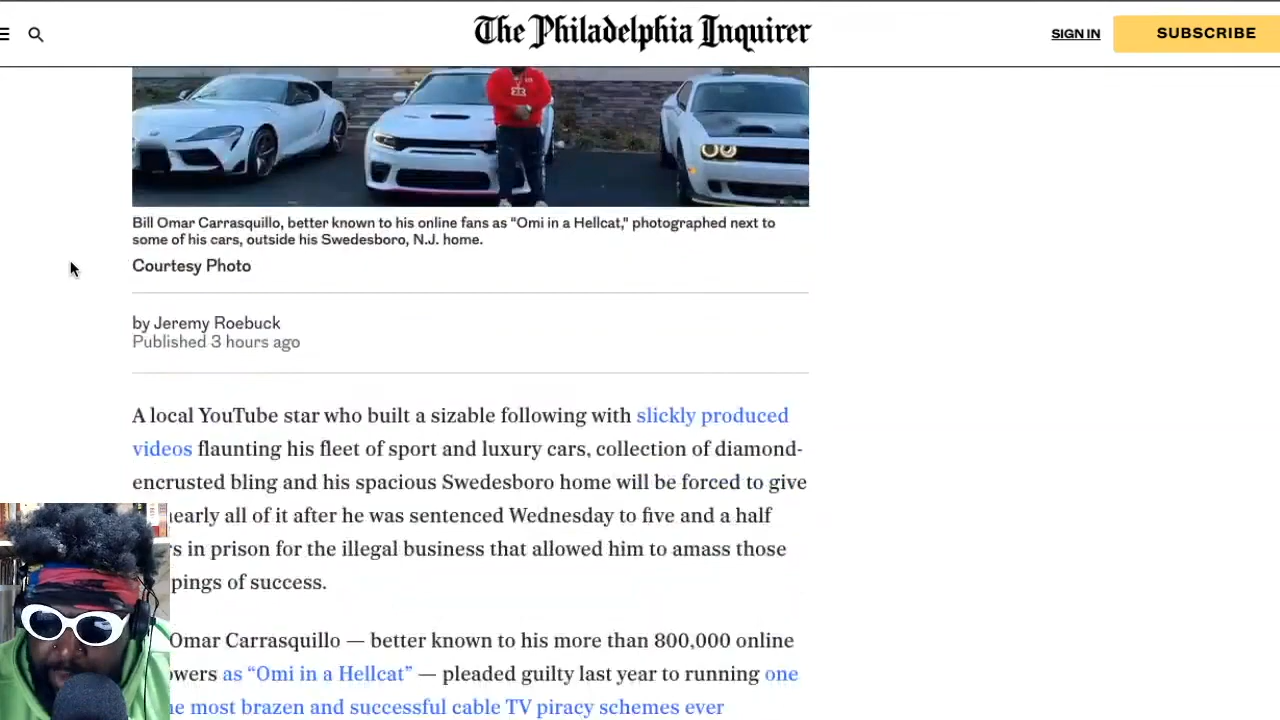 The Philadelphia Inquirer
SIGN IN
SUBSCRIBE
Bill Omar Carrasquillo, better known to his online fans as “Omi in a Hellcat,” photographed next to
some of his cars, outside his Swedesboro, N.J. home.
Courtesy Photo
by Jeremy Roebuck
Published 3 hours ago
A local YouTube star who built a sizable following with slickly produced
videos flaunting his fleet of sport and luxury cars, collection of diamond-
encrusted bling and his spacious Swedesboro home will be forced to give
nearly all of it after he was sentenced Wednesday to five and a half
in prison for the illegal business that allowed him to amass those
of success.
Omar Carrasquillo — better known to his more than 800,000 online
as “Omi in a Hellcat” — pleaded guilty last year to running one
most brazen and successful cable TV piracy schemes ever